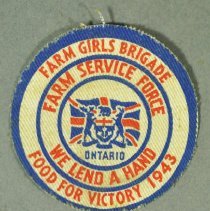 FARM GIRLS BRIGADE
FARM SERVICE FORCE
ONTARIO
WE LEND A HAND
FOOD FOR VICTORY 1943